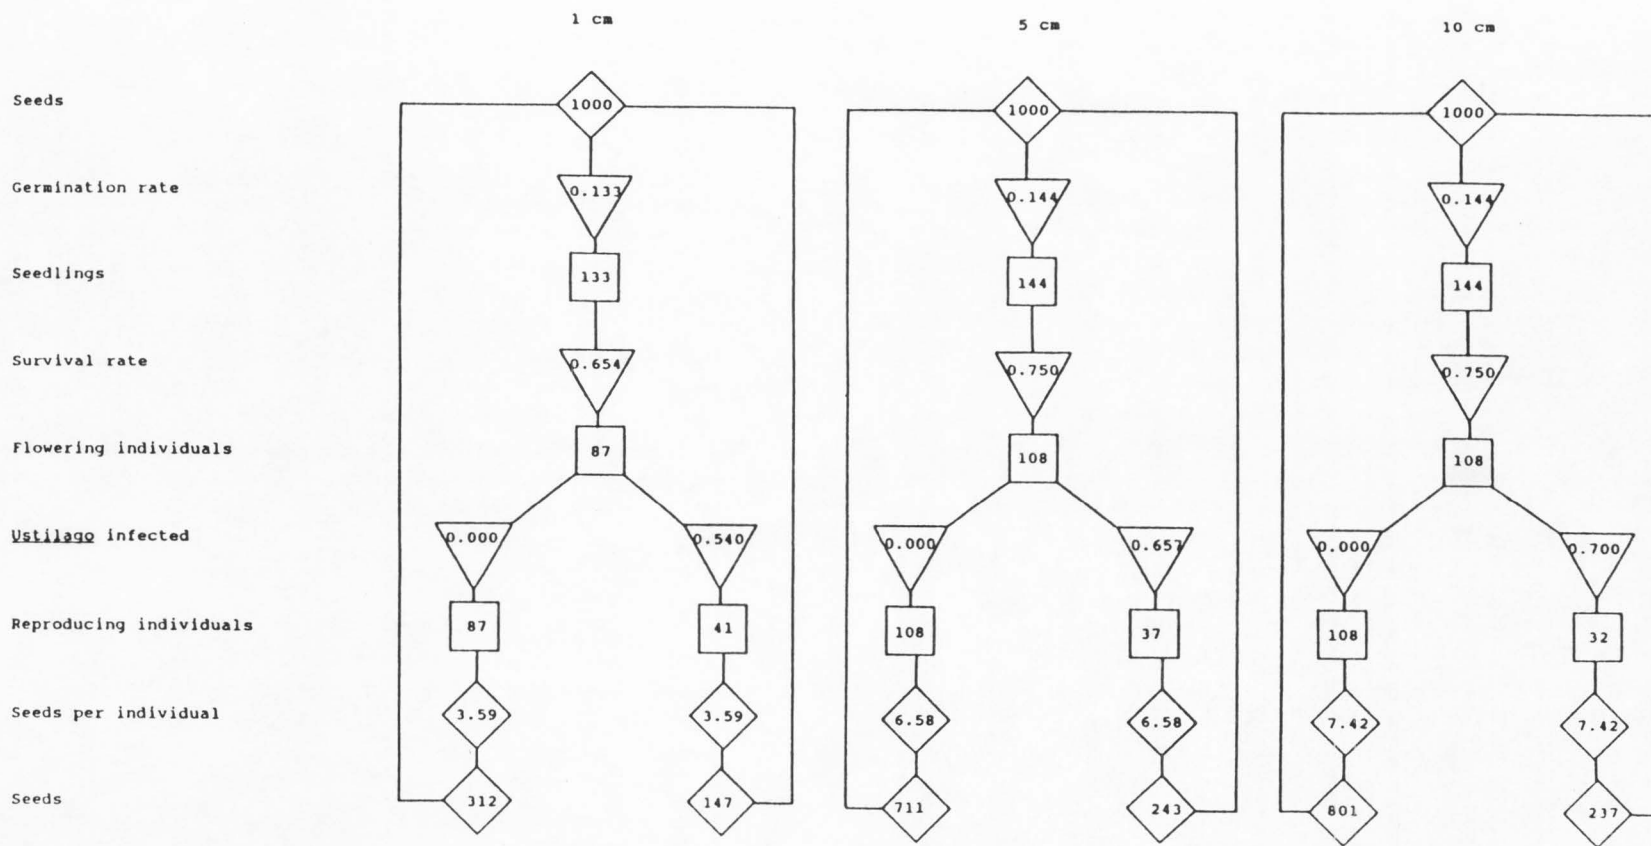 1 cm 5 cm 10 cm
Seeds 1000 1000 1000
Germination rate 0.133 0.144 0.144
Seedlings 133 144 144
Survival rate 0.654 0.750 0.750
Flowering individuals 87 108 108
Ustilago infected 0.000 0.540 0.000 0.657 0.000 0.700
Reproducing individuals 87 41 108 37 108 32
Seeds per individual 3.59 3.59 6.58 6.58 7.42 7.42
Seeds 312 147 711 243 801 237